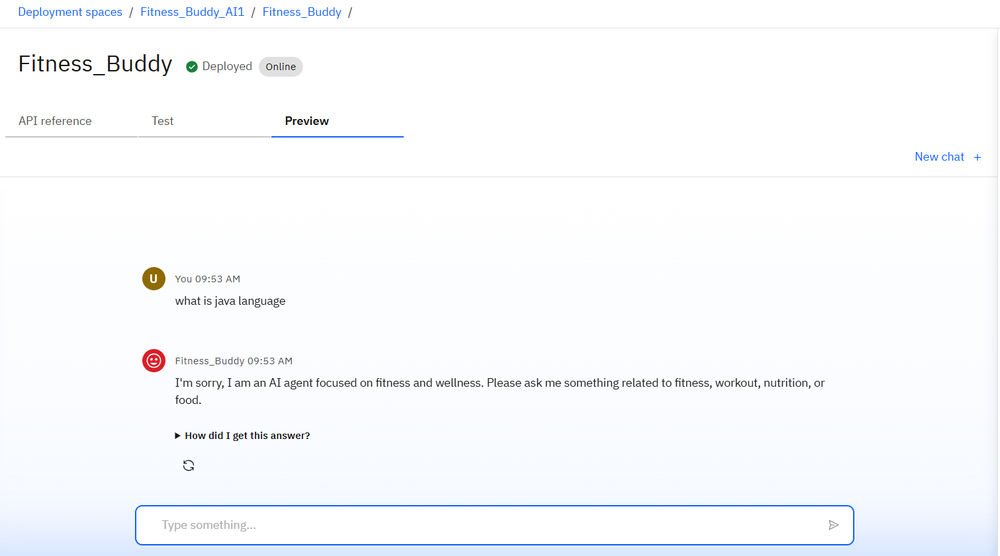 Deployment spaces / Fitness_Buddy_AI1 / Fitness_Buddy /
Fitness_Buddy Deployed Online
API reference Test Preview
New chat +
U You 09:53 AM
what is java language
Fitness_Buddy 09:53 AM
I'm sorry, I am an AI agent focused on fitness and wellness. Please ask me something related to fitness, workout, nutrition, or
food.
How did I get this answer?
Type something...